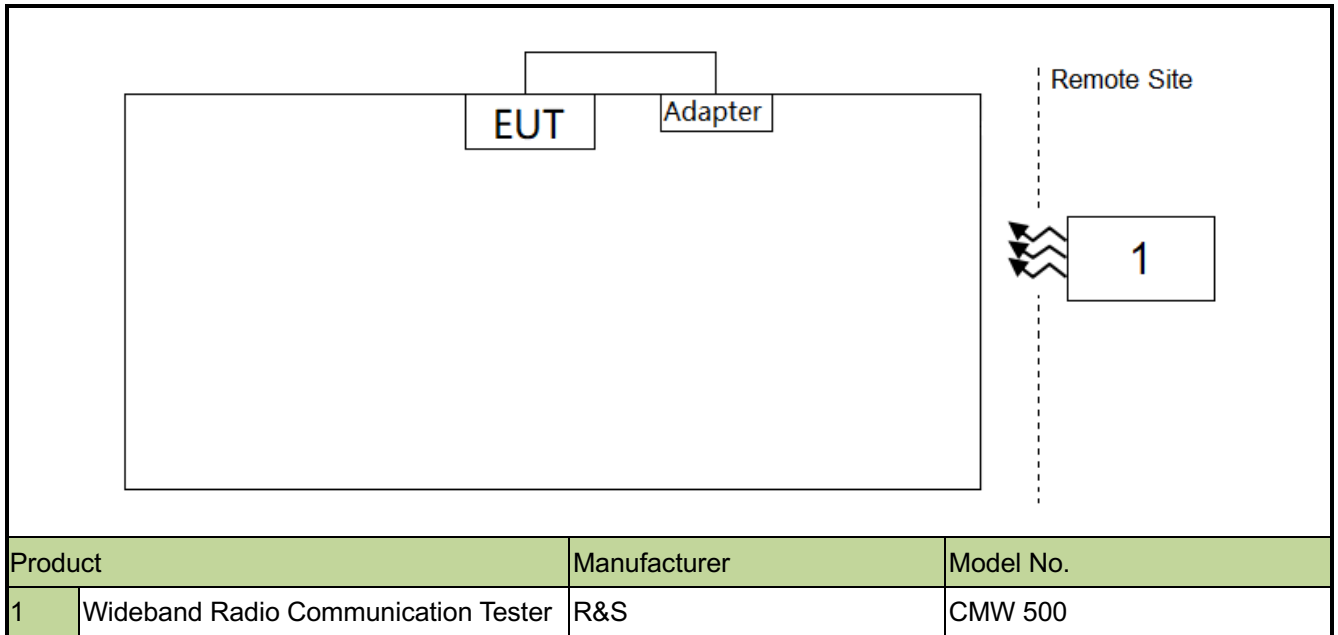 Remote Site
EUT
Adapter
1
Product Manufacturer Model No.
1 Wideband Radio Communication Tester R&S CMW 500